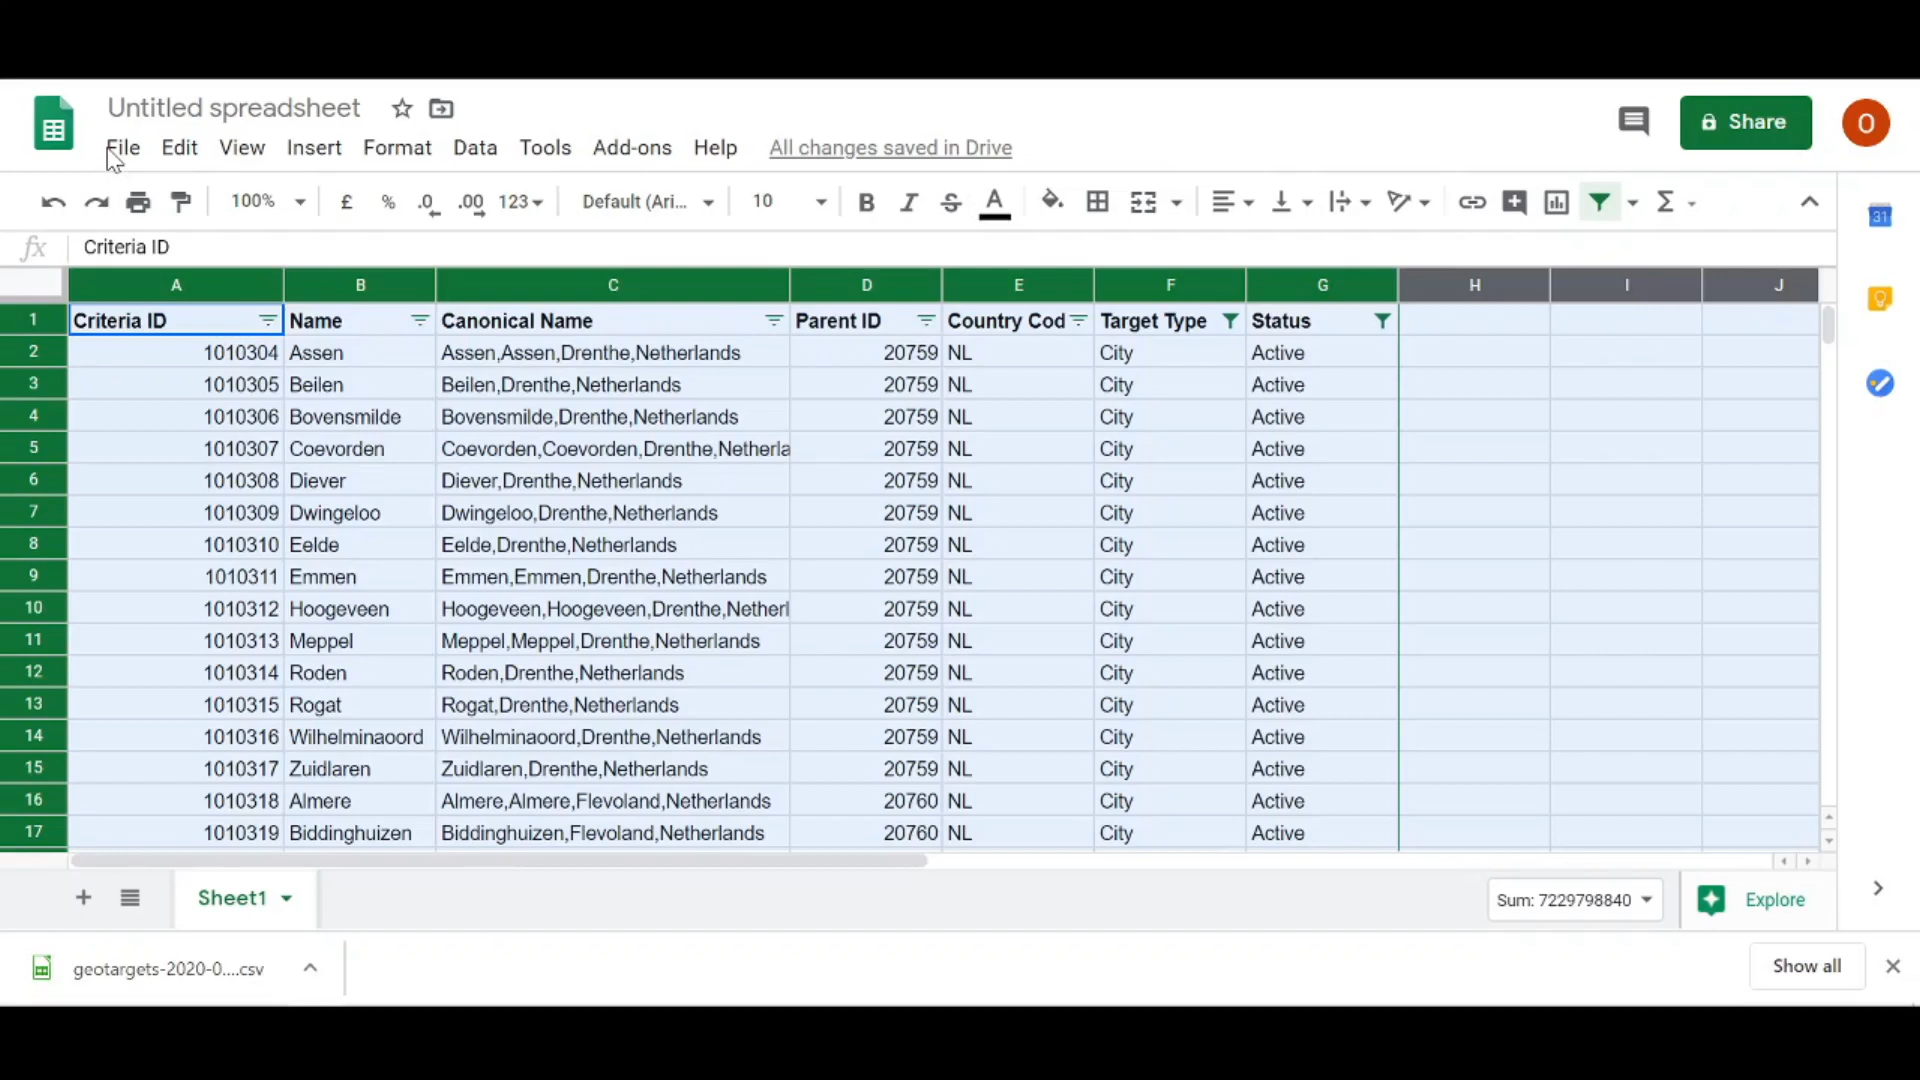 Untitled spreadsheet
Share
O
File Edit View Insert Format Data Tools Add-ons Help All changes saved in Drive
100% £ % .0 .00 123 Default (Ari... 10 B I S A Σ
31
fx Criteria ID
A B C D E F G H I J
1 Criteria ID Name Canonical Name Parent ID Country Cod Target Type Status
2 1010304 Assen Assen,Assen,Drenthe,Netherlands 20759 NL City Active
3 1010305 Beilen Beilen,Drenthe,Netherlands 20759 NL City Active
4 1010306 Bovensmilde Bovensmilde,Drenthe,Netherlands 20759 NL City Active
5 1010307 Coevorden Coevorden,Coevorden,Drenthe,Netherla 20759 NL City Active
6 1010308 Diever Diever,Drenthe,Netherlands 20759 NL City Active
7 1010309 Dwingeloo Dwingeloo,Drenthe,Netherlands 20759 NL City Active
8 1010310 Eelde Eelde,Drenthe,Netherlands 20759 NL City Active
9 1010311 Emmen Emmen,Emmen,Drenthe,Netherlands 20759 NL City Active
10 1010312 Hoogeveen Hoogeveen,Hoogeveen,Drenthe,Netherl 20759 NL City Active
11 1010313 Meppel Meppel,Meppel,Drenthe,Netherlands 20759 NL City Active
12 1010314 Roden Roden,Drenthe,Netherlands 20759 NL City Active
13 1010315 Rogat Rogat,Drenthe,Netherlands 20759 NL City Active
14 1010316 Wilhelminaoord Wilhelminaoord,Drenthe,Netherlands 20759 NL City Active
15 1010317 Zuidlaren Zuidlaren,Drenthe,Netherlands 20759 NL City Active
16 1010318 Almere Almere,Almere,Flevoland,Netherlands 20760 NL City Active
17 1010319 Biddinghuizen Biddinghuizen,Flevoland,Netherlands 20760 NL City Active
Sheet1 Sum: 7229798840 Explore
geotargets-2020-0....csv Show all